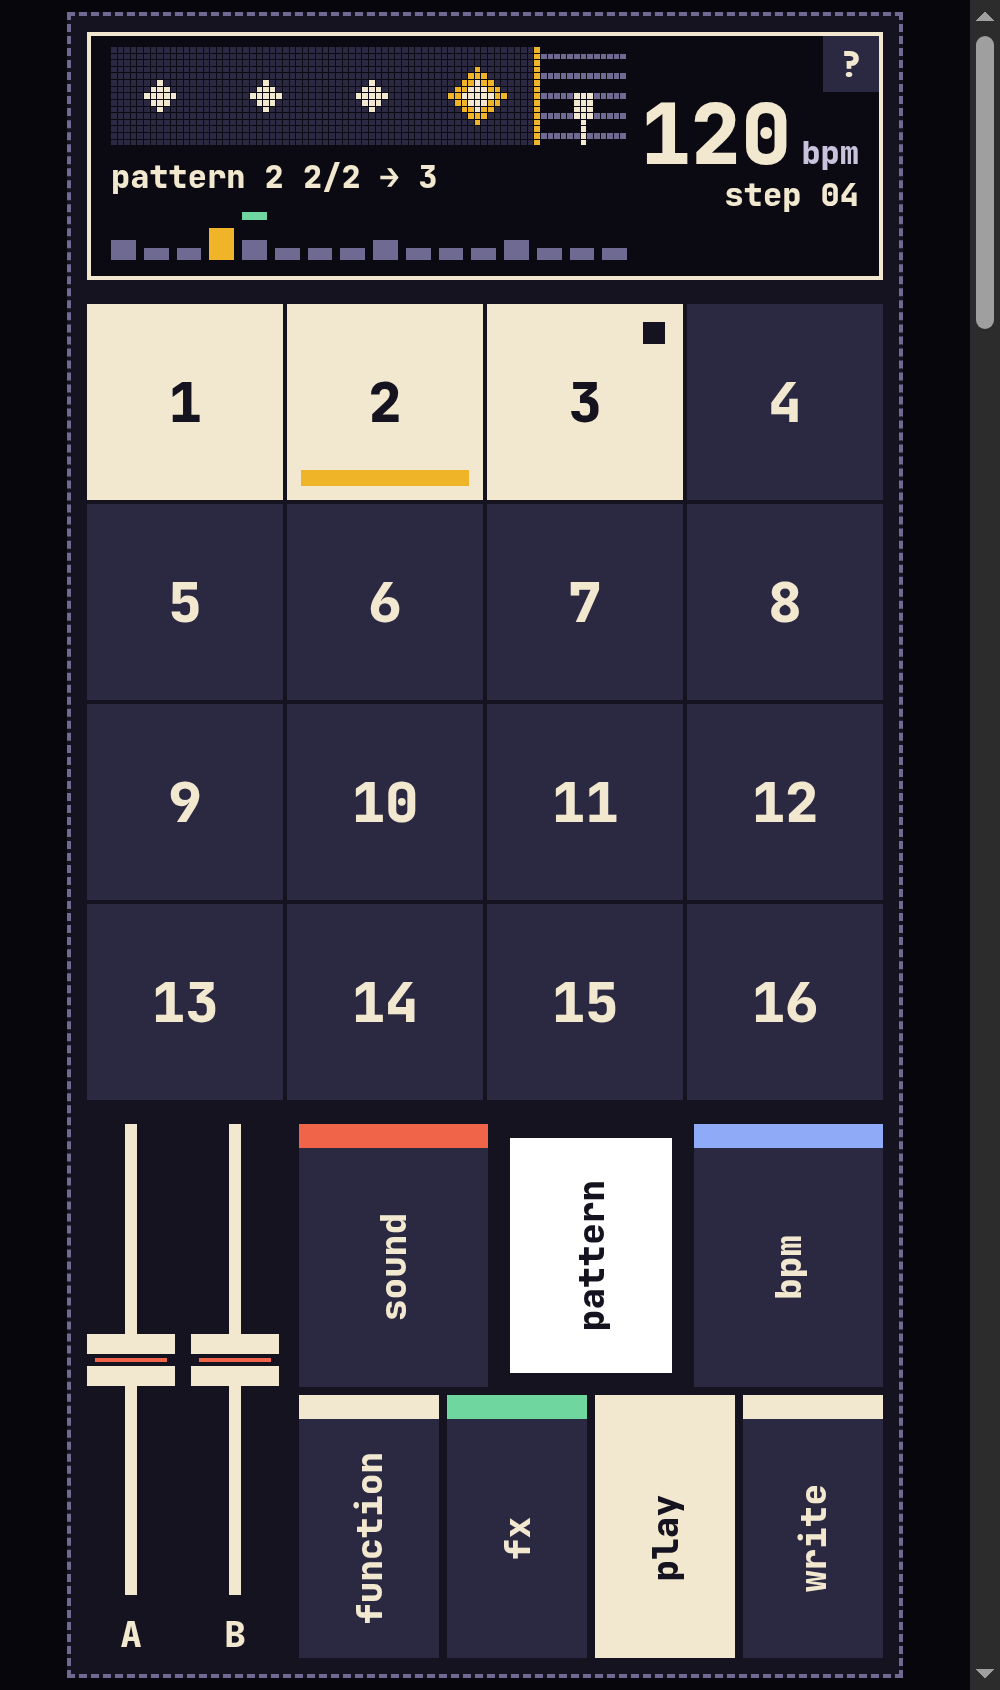 ?
120 bpm
pattern 2 2/2 → 3
step 04
1 2 3 4
5 6 7 8
9 10 11 12
13 14 15 16
sound pattern bpm
function fx play write
A B